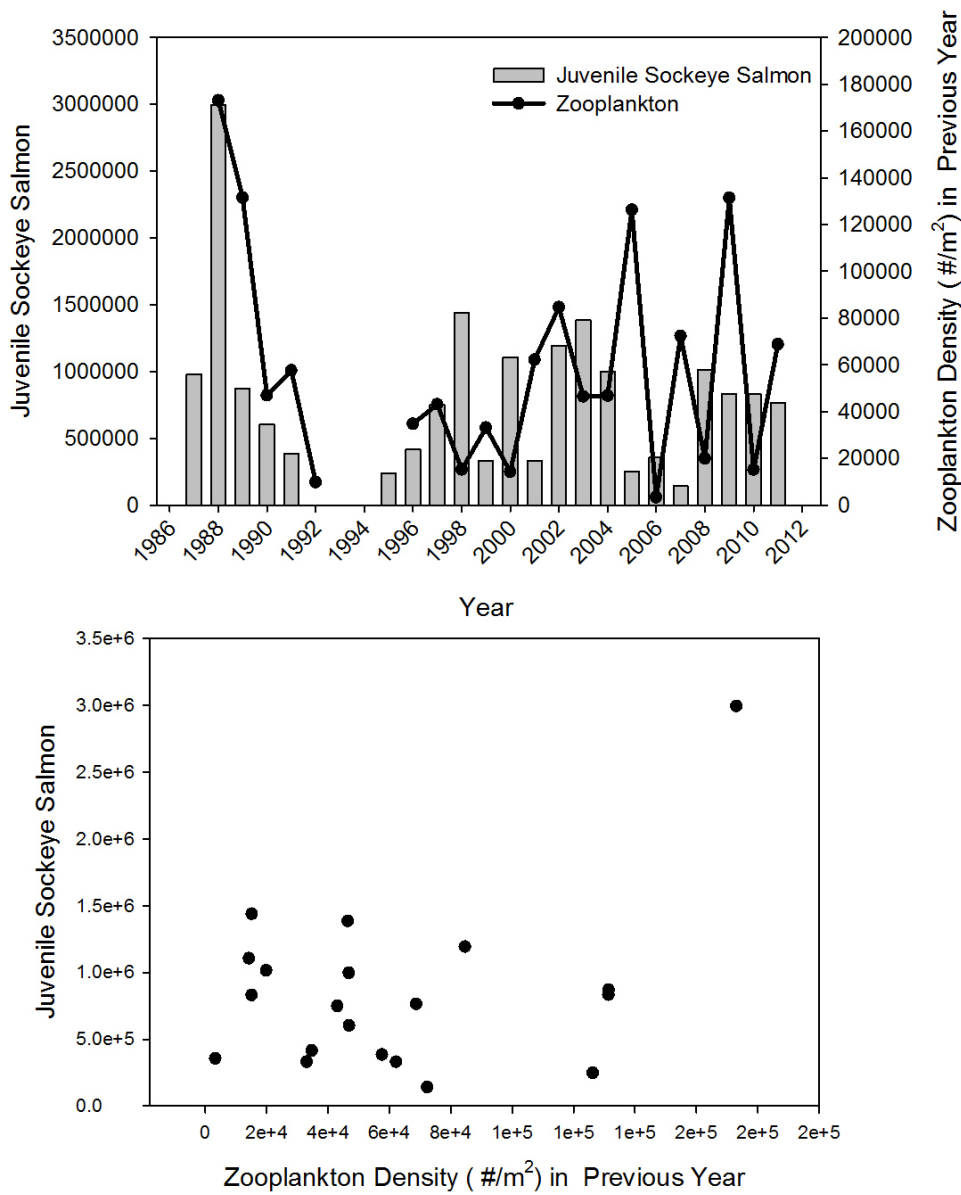 3500000
3000000
2500000
2000000
1500000
1000000
500000
0
Juvenile Sockeye Salmon
Juvenile Sockeye Salmon
Zooplankton
200000
180000
160000
140000
120000
100000
80000
60000
40000
20000
0
Zooplankton Density ( #/m²) in Previous Year
1986 1988 1990 1992 1994 1996 1998 2000 2002 2004 2006 2008 2010 2012
Year
3.5e+6
3.0e+6
2.5e+6
2.0e+6
1.5e+6
1.0e+6
5.0e+5
0.0
Juvenile Sockeye Salmon
0 2e+4 4e+4 6e+4 8e+4 1e+5 1e+5 1e+5 2e+5 2e+5 2e+5
Zooplankton Density ( #/m²) in Previous Year